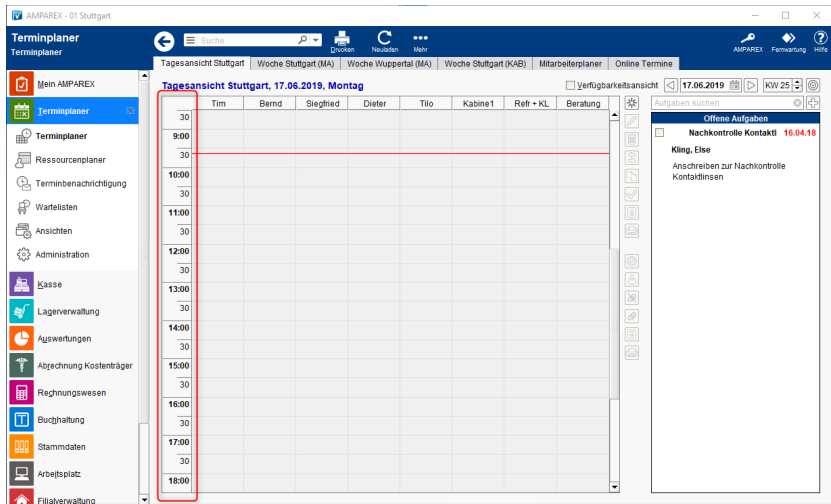 AMPAREX - 01 Stuttgart
Terminplaner
Terminplaner
Suche
Drucken
Neuladen
Mehr
AMPAREX
Fernwartung
Hilfe
Tagesansicht Stuttgart
Woche Stuttgart (MA)
Woche Wuppertal (MA)
Woche Stuttgart (KAB)
Mitarbeiterplaner
Online Termine
Mein AMPAREX
Terminplaner
Terminplaner
Ressourcenplaner
Terminbenachrichtigung
Wartelisten
Ansichten
Administration
Kasse
Lagerverwaltung
Auswertungen
Abrechnung Kostenträger
Rechnungswesen
Buchhaltung
Stammdaten
Arbeitsplatz
Filialverwaltung
Tagesansicht Stuttgart, 17.06.2019, Montag
Verfügbarkeitsansicht
17.06.2019
KW 25
Tim
Bernd
Siegfried
Dieter
Tilo
Kabine1
Refr + KL
Beratung
30
9:00
30
10:00
30
11:00
30
12:00
30
13:00
30
14:00
30
15:00
30
16:00
30
17:00
30
18:00
Aufgaben suchen
Offene Aufgaben
Nachkontrolle Kontaktl 16.04.18
Kling, Else
Anschreiben zur Nachkontrolle
Kontaktlinsen